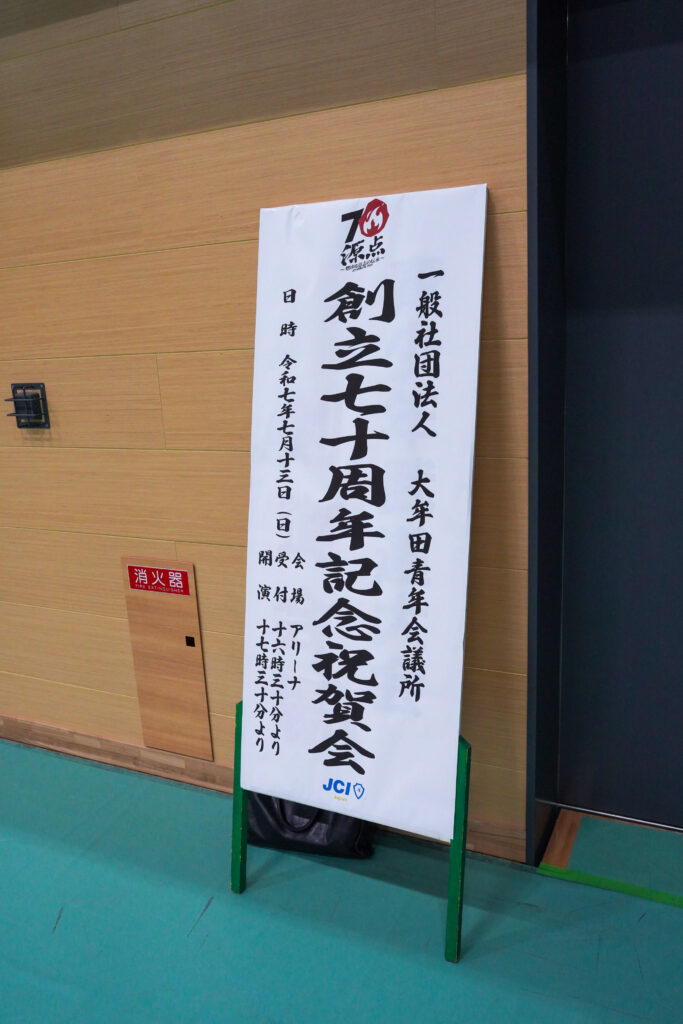 70
源点
一般社団法人 大牟田青年会議所
創立七十周年記念祝賀会
日時 令和七年七月十三日(日)
会場 アリーナ
受付 十六時三十分より
開演 十七時三十分より
JCI
消火器
FIRE EXTINGUISHER